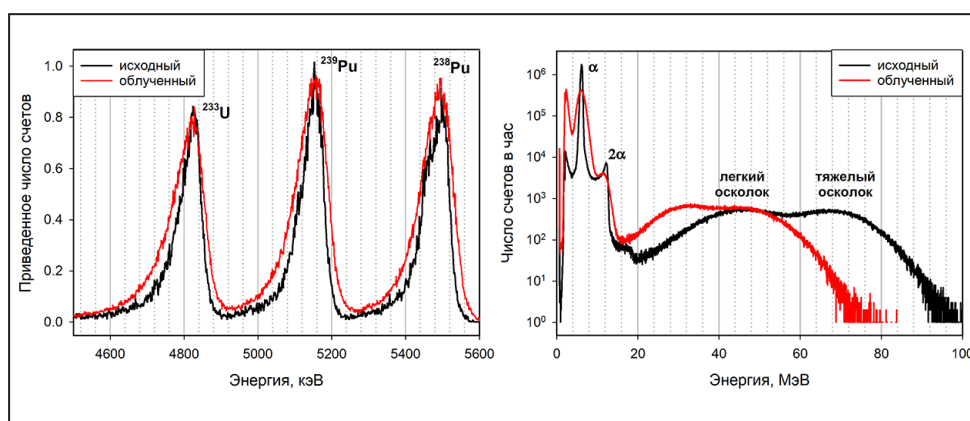 исходный
облученный
²³³U
²³⁹Pu
²³⁸Pu
1.0
0.8
0.6
0.4
0.2
0.0
Приведенное число счетов
4600 4800 5000 5200 5400 5600
Энергия, кэВ
исходный
облученный
α
2α
легкий
осколок
тяжелый
осколок
10⁶
10⁵
10⁴
10³
10²
10¹
10⁰
Число счетов в час
0 20 40 60 80 100
Энергия, МэВ